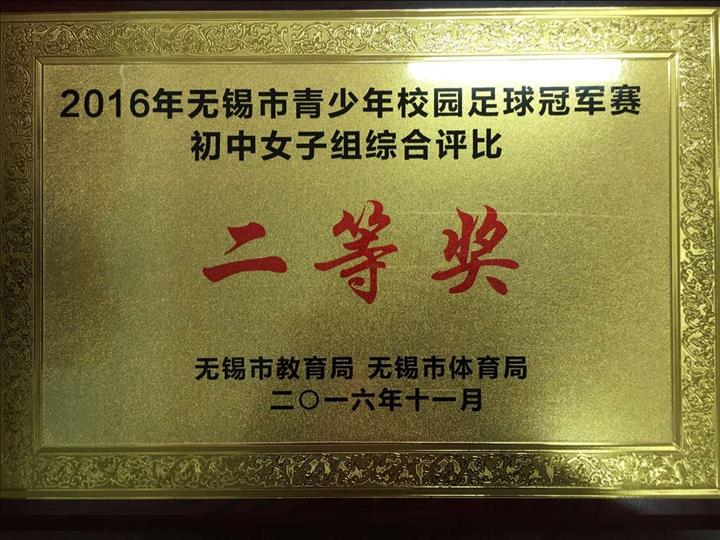 2016年无锡市青少年校园足球冠军赛
初中女子组综合评比
二等奖
无锡市教育局 无锡市体育局
二〇一六年十一月